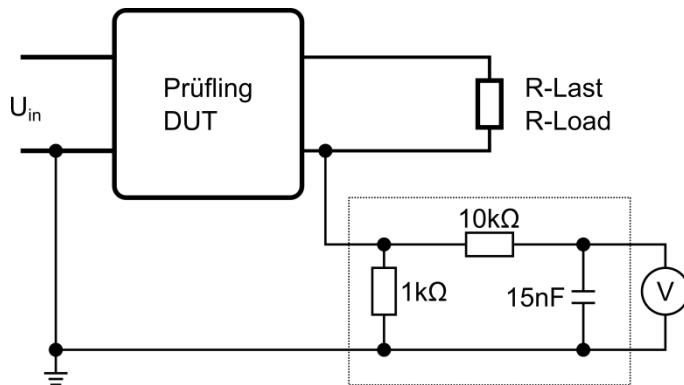 Prüfling
DUT
U_in
R-Last
R-Load
10kΩ
1kΩ
15nF
V